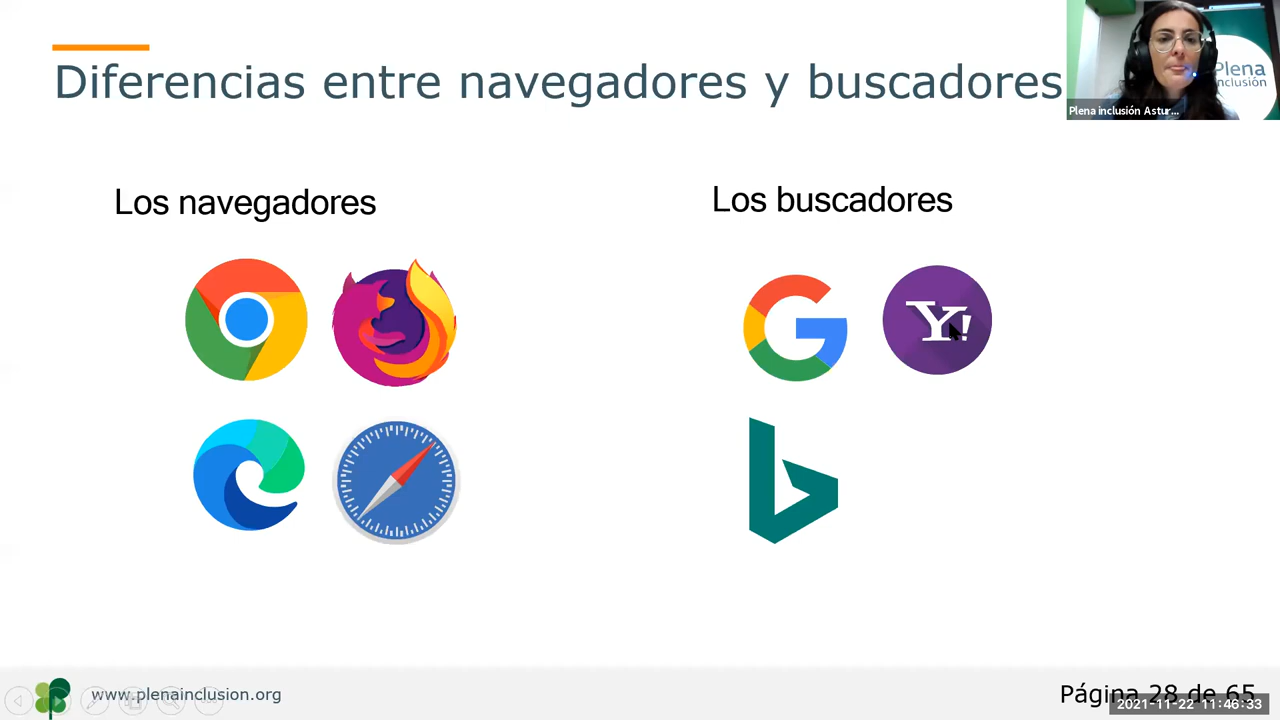 Diferencias entre navegadores y buscadores
Plena
inclusión
Plena inclusión Astur...
Los navegadores
Los buscadores
Y!
www.plenainclusion.org
Página 28 de 65
2021-11-22 11:46:33